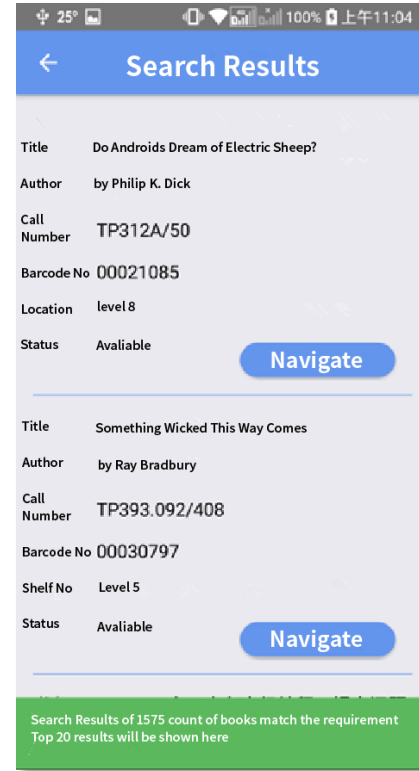 25° 100% 上午11:04
Search Results
Title Do Androids Dream of Electric Sheep?
Author by Philip K. Dick
Call
Number TP312A/50
Barcode No 00021085
Location level 8
Status Avaliable
Navigate
Title Something Wicked This Way Comes
Author by Ray Bradbury
Call
Number TP393.092/408
Barcode No 00030797
Shelf No Level 5
Status Avaliable
Navigate
Search Results of 1575 count of books match the requirement
Top 20 results will be shown here